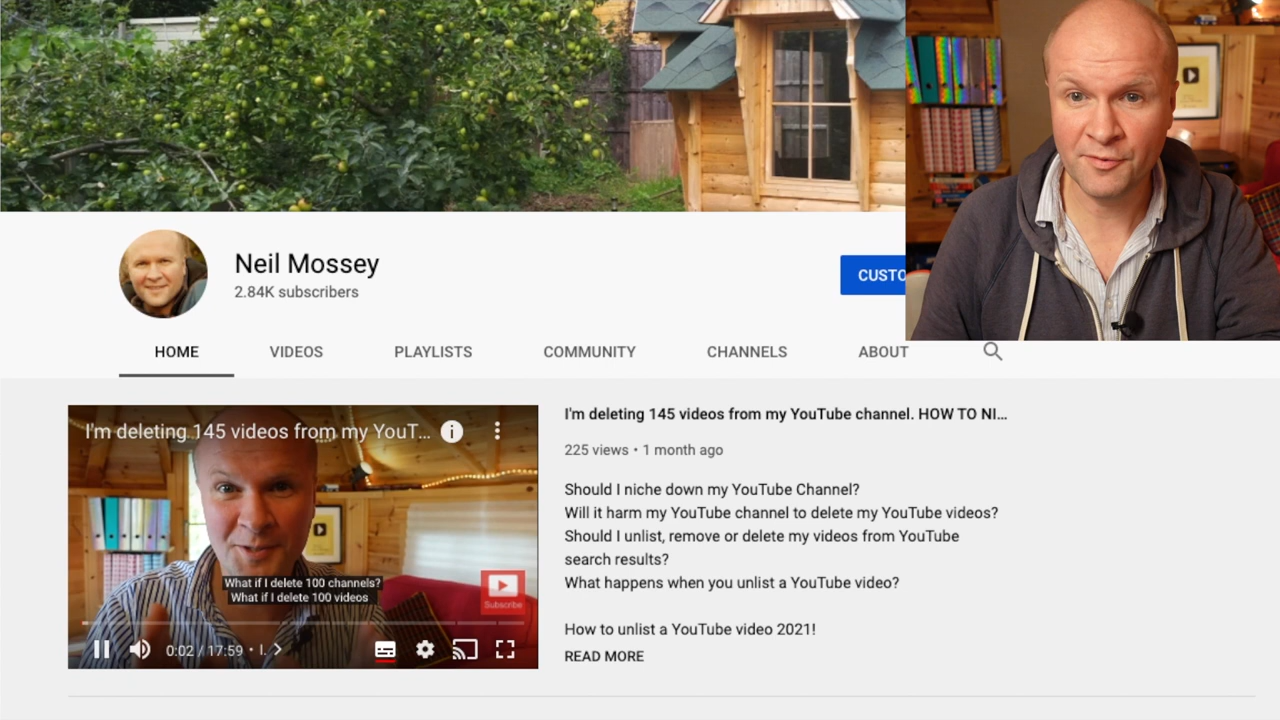 Neil Mossey
2.84K subscribers
CUSTO
HOME VIDEOS PLAYLISTS COMMUNITY CHANNELS ABOUT
I'm deleting 145 videos from my YouT...
What if I delete 100 channels?
What if I delete 100 videos
Subscribe
0:02 / 17:59 • I.
I'm deleting 145 videos from my YouTube channel. HOW TO NI...
225 views • 1 month ago
Should I niche down my YouTube Channel?
Will it harm my YouTube channel to delete my YouTube videos?
Should I unlist, remove or delete my videos from YouTube
search results?
What happens when you unlist a YouTube video?
How to unlist a YouTube video 2021!
READ MORE